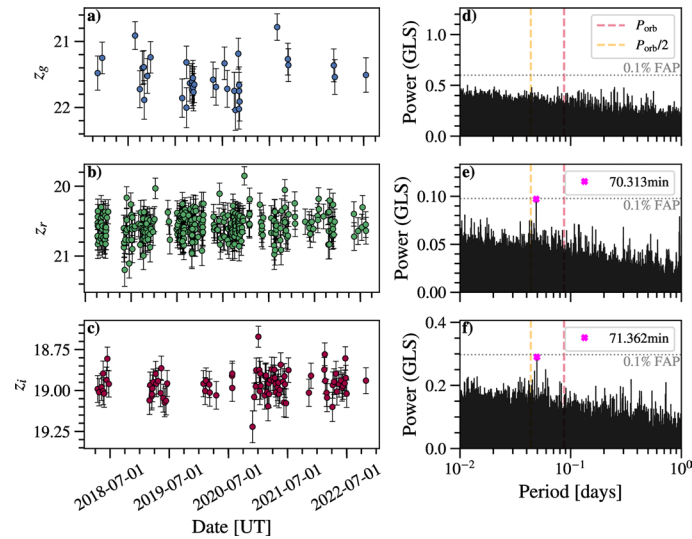 a)
21
22
z_g
b)
20
21
z_r
c)
18.75
19.00
19.25
z_i
2018-07-01
2019-07-01
2020-07-01
2021-07-01
2022-07-01
Date [UT]
d)
P_orb
P_orb/2
0.1% FAP
1.0
0.5
0.0
Power (GLS)
e)
70.313min
0.1% FAP
0.10
0.05
0.00
Power (GLS)
f)
71.362min
0.1% FAP
0.4
0.2
0.0
Power (GLS)
10⁻²
10⁻¹
10⁰
Period [days]